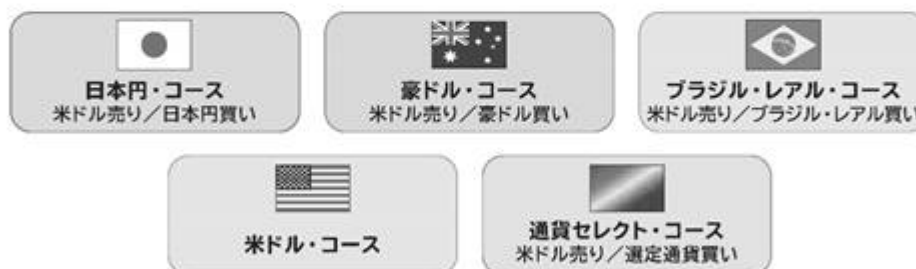 日本円・コース
米ドル売り／日本円買い
豪ドル・コース
米ドル売り／豪ドル買い
ブラジル・レアル・コース
米ドル売り／ブラジル・レアル買い
米ドル・コース
通貨セレクト・コース
米ドル売り／選定通貨買い